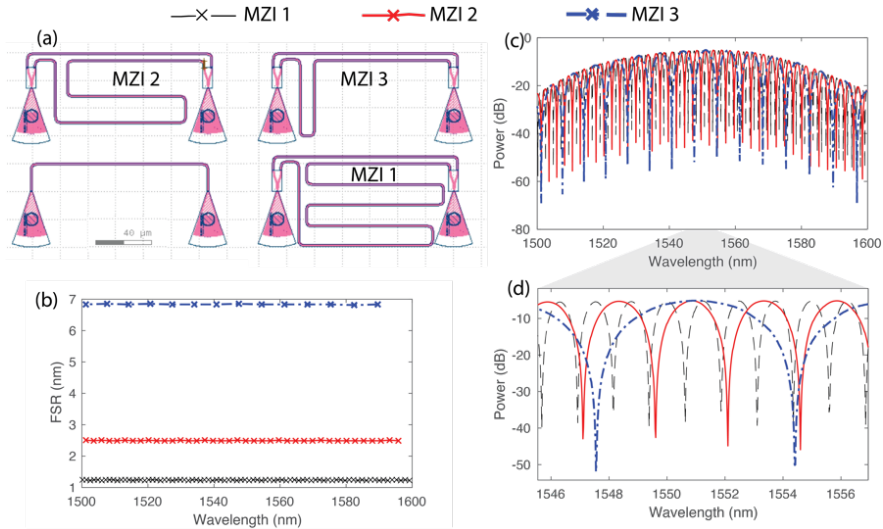 MZI 1 MZI 2 MZI 3
(a)
MZI 2
MZI 3
MZI 1
40 µm
(b)
7
6
5
4
3
2
1
FSR (nm)
1500 1520 1540 1560 1580 1600
Wavelength (nm)
(c)
0
-20
-40
-60
-80
Power (dB)
1500 1520 1540 1560 1580 1600
Wavelength (nm)
(d)
-10
-20
-30
-40
-50
Power (dB)
1546 1548 1550 1552 1554 1556
Wavelength (nm)